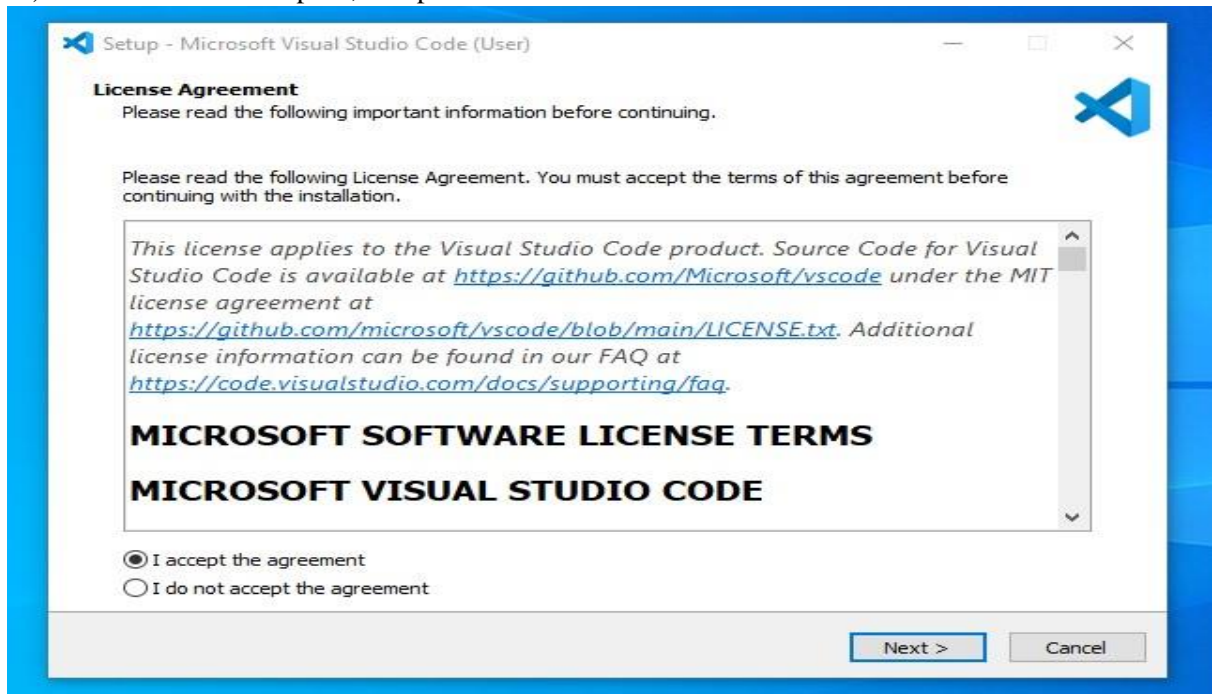 Setup - Microsoft Visual Studio Code (User)
License Agreement
Please read the following important information before continuing.
Please read the following License Agreement. You must accept the terms of this agreement before
continuing with the installation.
This license applies to the Visual Studio Code product. Source Code for Visual
Studio Code is available at https://github.com/Microsoft/vscode under the MIT
license agreement at
https://github.com/microsoft/vscode/blob/main/LICENSE.txt. Additional
license information can be found in our FAQ at
https://code.visualstudio.com/docs/supporting/faq.
MICROSOFT SOFTWARE LICENSE TERMS
MICROSOFT VISUAL STUDIO CODE
I accept the agreement
I do not accept the agreement
Next >
Cancel